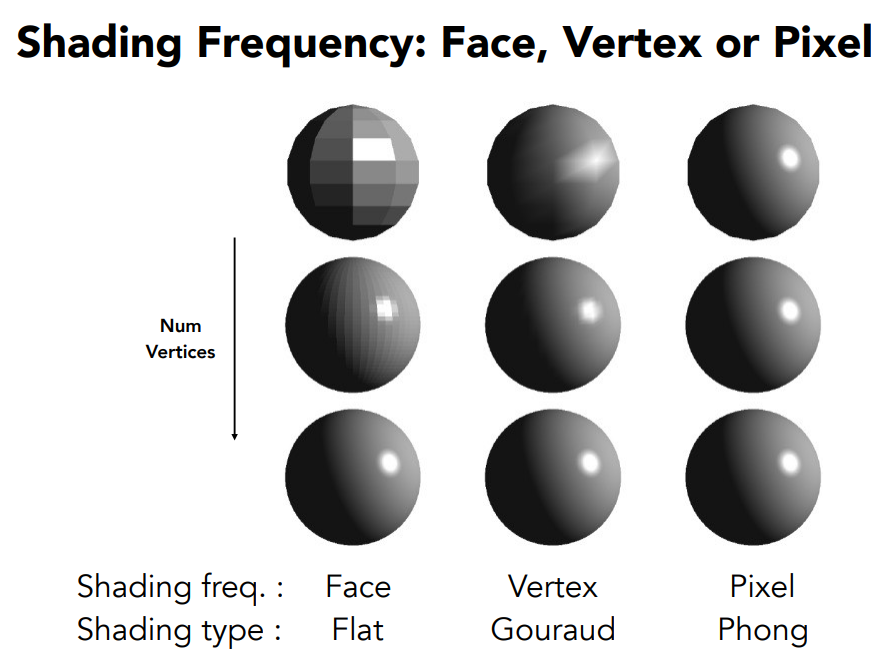 Shading Frequency: Face, Vertex or Pixel
Num
Vertices
Shading freq. : Face Vertex Pixel
Shading type : Flat Gouraud Phong